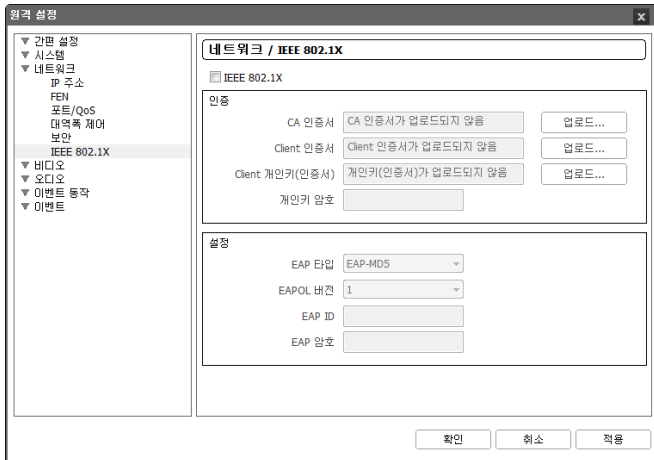 원격 설정
x
간편 설정
시스템
네트워크
IP 주소
FEN
포트/QoS
대역폭 제어
보안
IEEE 802.1X
비디오
오디오
이벤트 동작
이벤트
네트워크 / IEEE 802.1X
IEEE 802.1X
인증
CA 인증서 CA 인증서가 업로드되지 않음 업로드...
Client 인증서 Client 인증서가 업로드되지 않음 업로드...
Client 개인키(인증서) 개인키(인증서)가 업로드되지 않음 업로드...
개인키 암호
설정
EAP 타입 EAP-MD5
EAPOL 버전 1
EAP ID
EAP 암호
확인 취소 적용